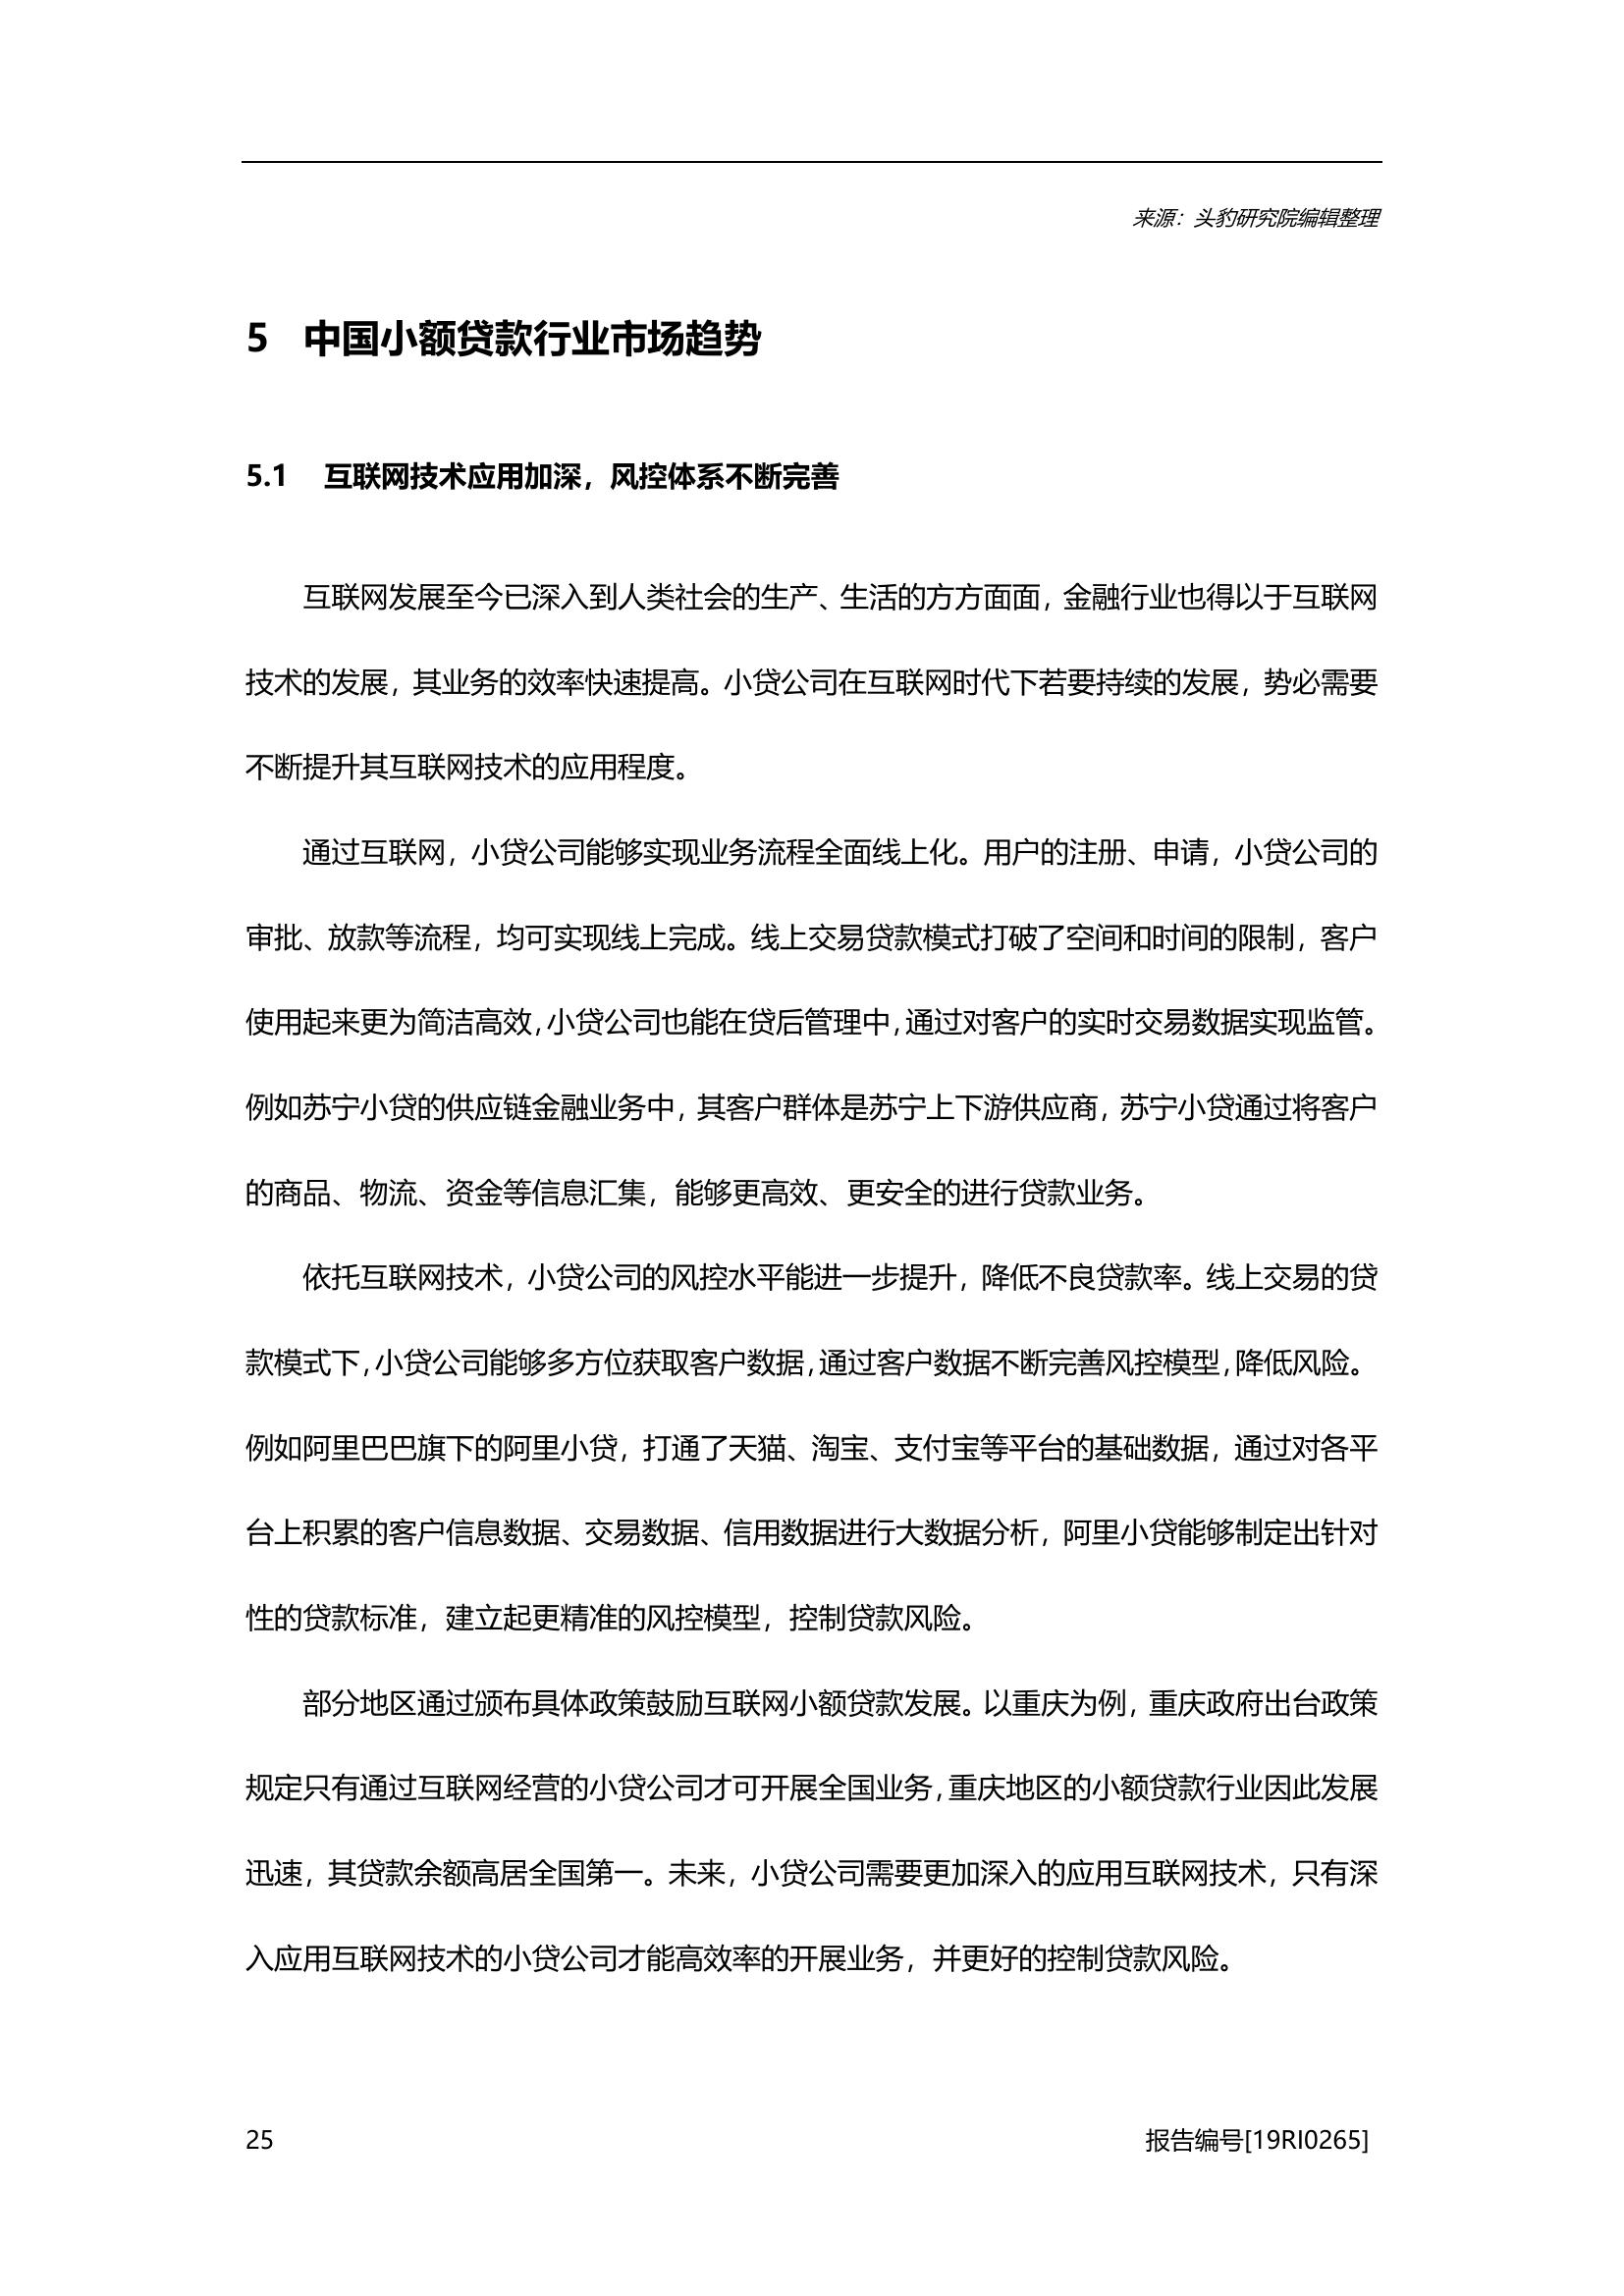 来源：头豹研究院编辑整理
5 中国小额贷款行业市场趋势
5.1 互联网技术应用加深，风控体系不断完善
互联网发展至今已深入到人类社会的生产、生活的方方面面，金融行业也得以于互联网
技术的发展，其业务的效率快速提高。小贷公司在互联网时代下若要持续的发展，势必需要
不断提升其互联网技术的应用程度。
通过互联网，小贷公司能够实现业务流程全面线上化。用户的注册、申请，小贷公司的
审批、放款等流程，均可实现线上完成。线上交易贷款模式打破了空间和时间的限制，客户
使用起来更为简洁高效，小贷公司也能在贷后管理中，通过对客户的实时交易数据实现监管。
例如苏宁小贷的供应链金融业务中，其客户群体是苏宁上下游供应商，苏宁小贷通过将客户
的商品、物流、资金等信息汇集，能够更高效、更安全的进行贷款业务。
依托互联网技术，小贷公司的风控水平能进一步提升，降低不良贷款率。线上交易的贷
款模式下，小贷公司能够多方位获取客户数据，通过客户数据不断完善风控模型，降低风险。
例如阿里巴巴旗下的阿里小贷，打通了天猫、淘宝、支付宝等平台的基础数据，通过对各平
台上积累的客户信息数据、交易数据、信用数据进行大数据分析，阿里小贷能够制定出针对
性的贷款标准，建立起更精准的风控模型，控制贷款风险。
部分地区通过颁布具体政策鼓励互联网小额贷款发展。以重庆为例，重庆政府出台政策
规定只有通过互联网经营的小贷公司才可开展全国业务，重庆地区的小额贷款行业因此发展
迅速，其贷款余额高居全国第一。未来，小贷公司需要更加深入的应用互联网技术，只有深
入应用互联网技术的小贷公司才能高效率的开展业务，并更好的控制贷款风险。
25 报告编号[19RI0265]